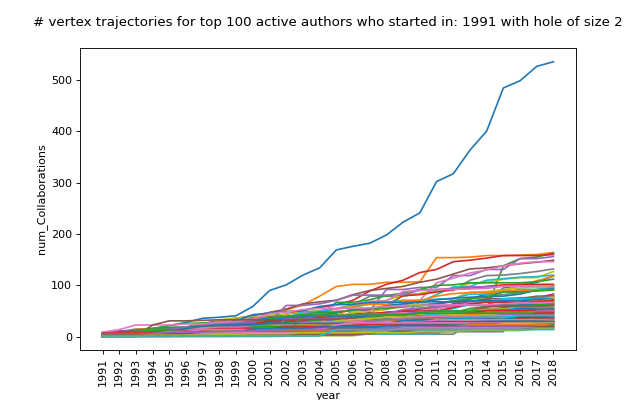 # vertex trajectories for top 100 active authors who started in: 1991 with hole of size 2
num_Collaborations
500
400
300
200
100
0
1991 1992 1993 1994 1995 1996 1997 1998 1999 2000 2001 2002 2003 2004 2005 2006 2007 2008 2009 2010 2011 2012 2013 2014 2015 2016 2017 2018
year